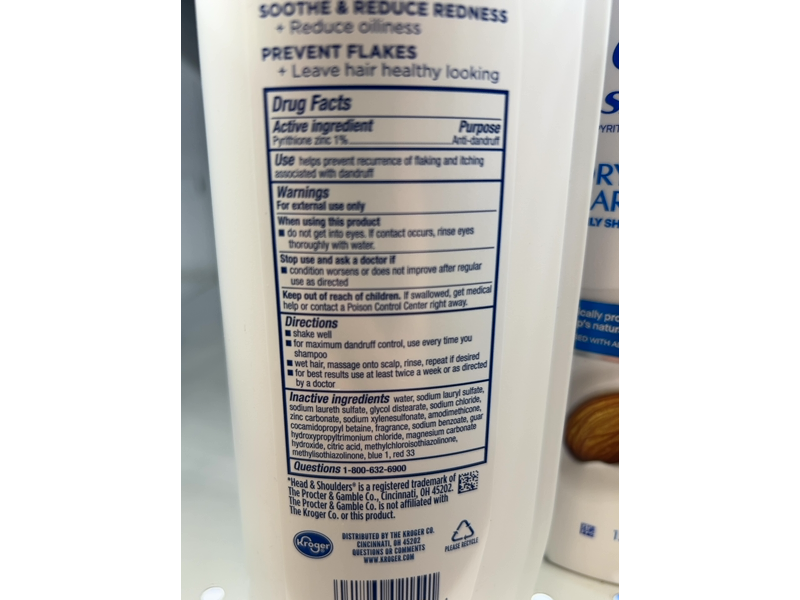 SOOTHE & REDUCE REDNESS
+ Reduce oiliness
PREVENT FLAKES
+ Leave hair healthy looking
Drug Facts
Active ingredient Purpose
Pyrithione zinc 1% Anti-dandruff
Use helps prevent recurrence of flaking and itching
associated with dandruff
Warnings
For external use only
When using this product
■ do not get into eyes. If contact occurs, rinse eyes
thoroughly with water.
Stop use and ask a doctor if
■ condition worsens or does not improve after regular
use as directed
Keep out of reach of children. If swallowed, get medical
help or contact a Poison Control Center right away.
Directions
■ shake well
■ for maximum dandruff control, use every time you
shampoo
■ wet hair, massage onto scalp, rinse, repeat if desired
■ for best results use at least twice a week or as directed
by a doctor
Inactive ingredients water, sodium lauryl sulfate,
sodium laureth sulfate, glycol distearate, sodium chloride,
zinc carbonate, sodium xylenesulfonate, amodimethicone,
cocamidopropyl betaine, fragrance, sodium benzoate, guar
hydroxypropyltrimonium chloride, magnesium carbonate
hydroxide, citric acid, methylchloroisothiazolinone,
methylisothiazolinone, blue 1, red 33
Questions 1-800-632-6900
*Head & Shoulders® is a registered trademark of
The Procter & Gamble Co., Cincinnati, OH 45202.
The Procter & Gamble Co. is not affiliated with
The Kroger Co. or this product.
Kroger
DISTRIBUTED BY THE KROGER CO.
CINCINNATI, OH 45202
QUESTIONS OR COMMENTS
WWW.KROGER.COM
PLEASE RECYCLE